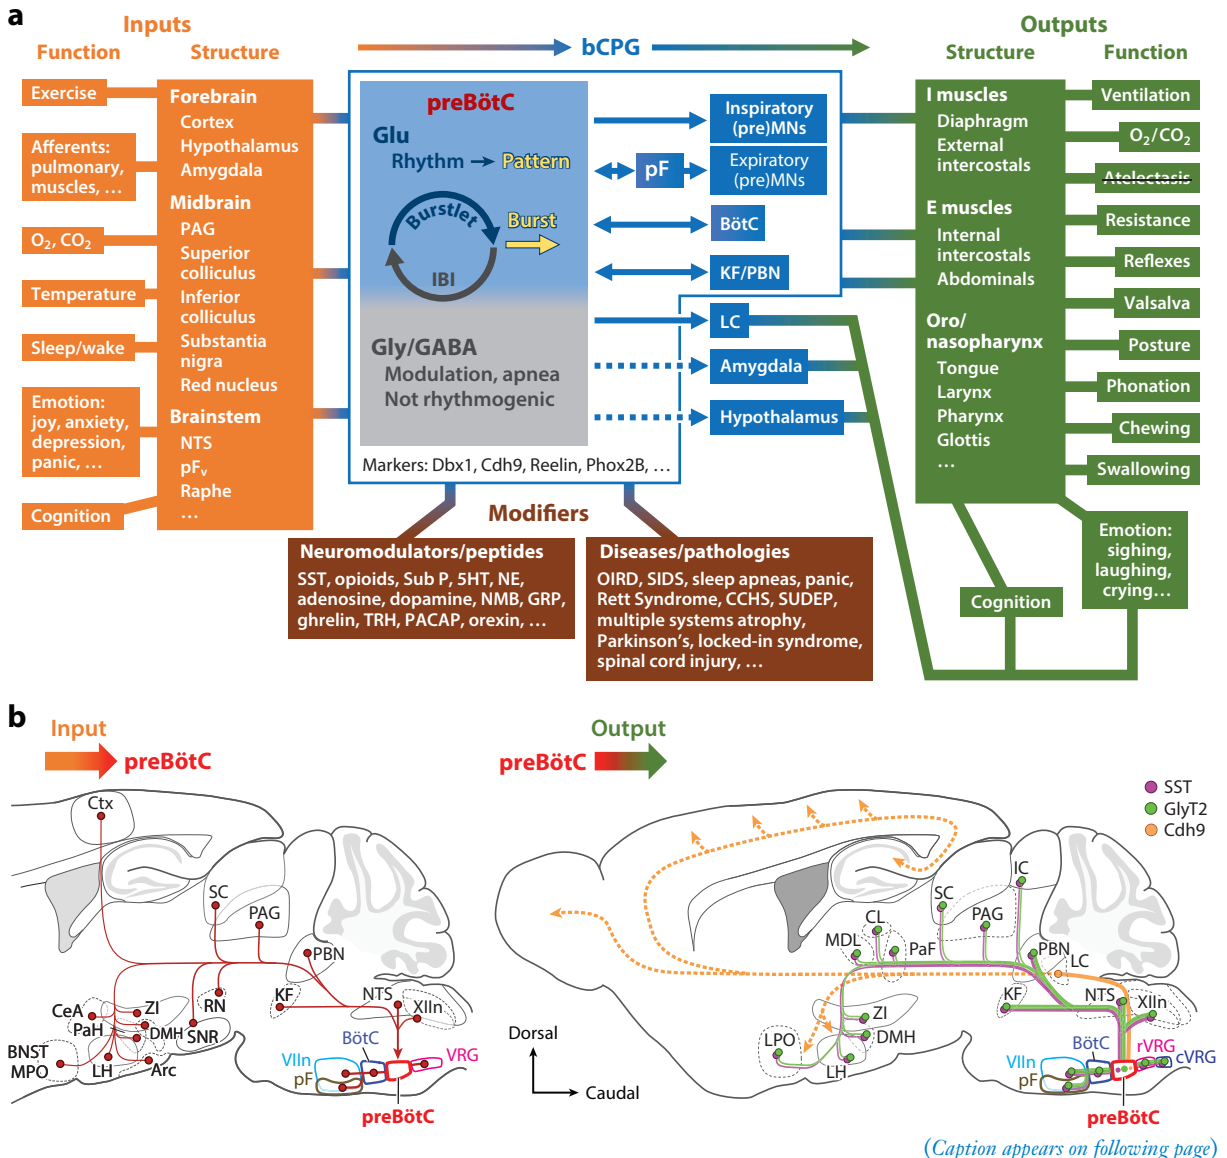 a
Inputs
Function
Structure
Exercise
Afferents:
pulmonary,
muscles, …
O₂, CO₂
Temperature
Sleep/wake
Emotion:
joy, anxiety,
depression,
panic, …
Cognition
Forebrain
Cortex
Hypothalamus
Amygdala
Midbrain
PAG
Superior
colliculus
Inferior
colliculus
Substantia
nigra
Red nucleus
Brainstem
NTS
pFᵥ
Raphe
…
bCPG
preBötC
Glu
Rhythm → Pattern
Burstlet
Burst
IBI
Gly/GABA
Modulation, apnea
Not rhythmogenic
Markers: Dbx1, Cdh9, Reelin, Phox2B, …
Inspiratory
(pre)MNs
pF
Expiratory
(pre)MNs
BötC
KF/PBN
LC
Amygdala
Hypothalamus
Modifiers
Neuromodulators/peptides
SST, opioids, Sub P, 5HT, NE,
adenosine, dopamine, NMB, GRP,
ghrelin, TRH, PACAP, orexin, …
Diseases/pathologies
OIRD, SIDS, sleep apneas, panic,
Rett Syndrome, CCHS, SUDEP,
multiple systems atrophy,
Parkinson's, locked-in syndrome,
spinal cord injury, …
Outputs
Structure
Function
I muscles
Diaphragm
External
intercostals
E muscles
Internal
intercostals
Abdominals
Oro/
nasopharynx
Tongue
Larynx
Pharynx
Glottis
…
Ventilation
O₂/CO₂
Atelectasis
Resistance
Reflexes
Valsalva
Posture
Phonation
Chewing
Swallowing
Emotion:
sighing,
laughing,
crying…
Cognition
b
Input
preBötC
Ctx
SC
PAG
PBN
KF
NTS
XIIn
CeA
ZI
RN
PaH
DMH
SNR
BNST
MPO
LH
Arc
VIIn
BötC
VRG
pF
preBötC
Output
preBötC
SST
GlyT2
Cdh9
IC
SC
CL
PAG
MDL
PaF
PBN
LC
KF
NTS
XIIn
ZI
DMH
LPO
LH
Dorsal
Caudal
VIIn
BötC
rVRG
cVRG
pF
preBötC
(Caption appears on following page)